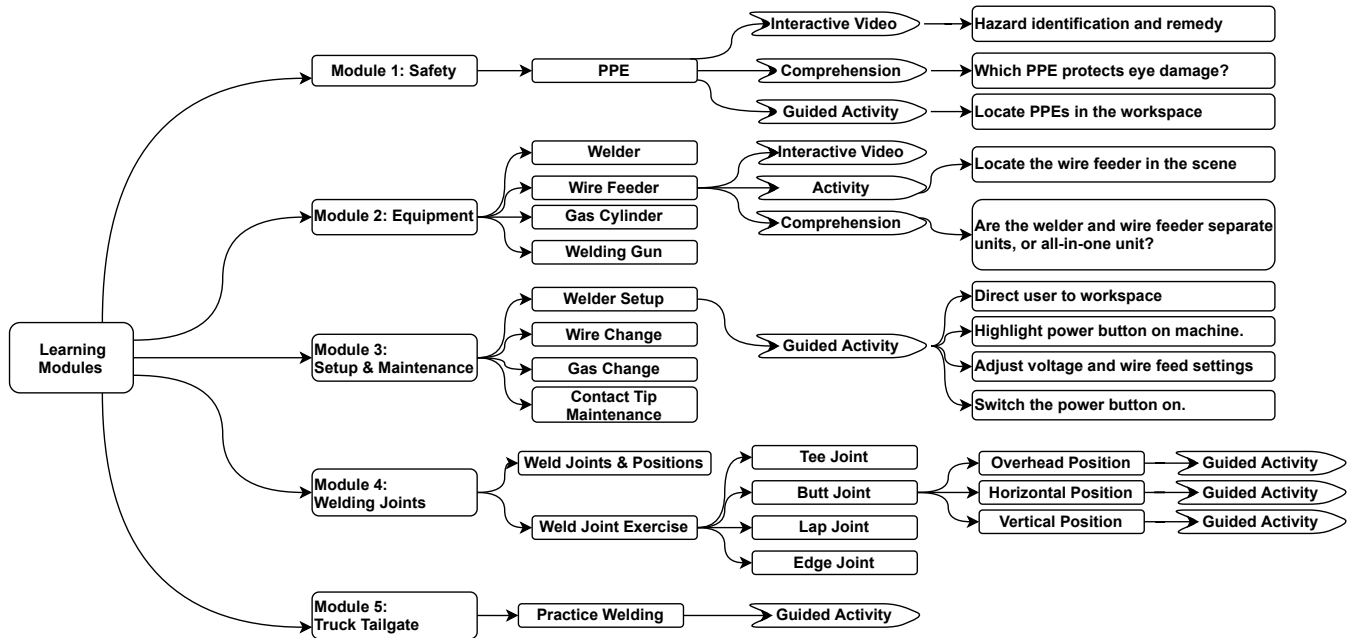 Learning
Modules
Module 1: Safety
PPE
Interactive Video
Hazard identification and remedy
Comprehension
Which PPE protects eye damage?
Guided Activity
Locate PPEs in the workspace
Module 2: Equipment
Welder
Wire Feeder
Gas Cylinder
Welding Gun
Interactive Video
Activity
Locate the wire feeder in the scene
Comprehension
Are the welder and wire feeder separate
units, or all-in-one unit?
Module 3:
Setup & Maintenance
Welder Setup
Wire Change
Gas Change
Contact Tip
Maintenance
Guided Activity
Direct user to workspace
Highlight power button on machine.
Adjust voltage and wire feed settings
Switch the power button on.
Module 4:
Welding Joints
Weld Joints & Positions
Weld Joint Exercise
Tee Joint
Butt Joint
Lap Joint
Edge Joint
Overhead Position
Guided Activity
Horizontal Position
Guided Activity
Vertical Position
Guided Activity
Module 5:
Truck Tailgate
Practice Welding
Guided Activity